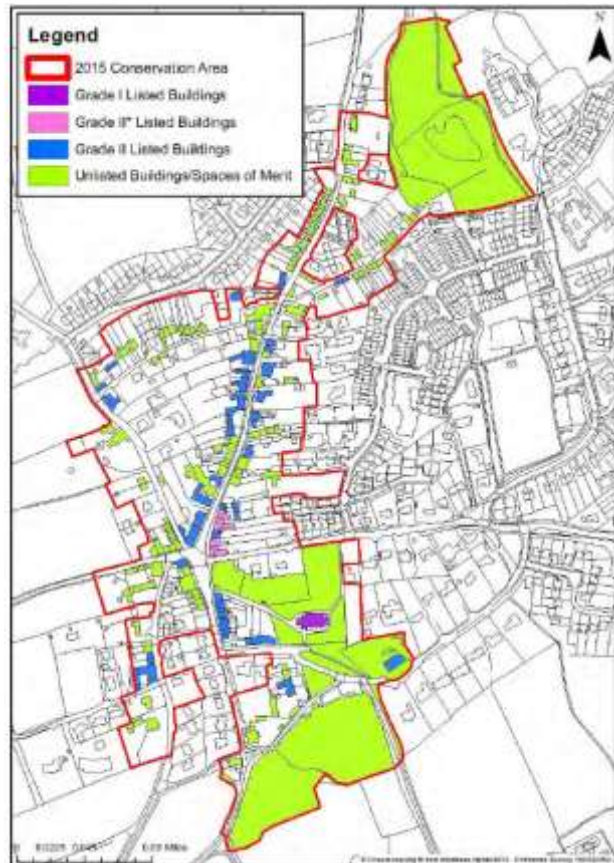 Legend
2015 Conservation Area
Grade I Listed Buildings
Grade II* Listed Buildings
Grade II Listed Buildings
Unlisted Buildings/Spaces of Merit
N
Miles